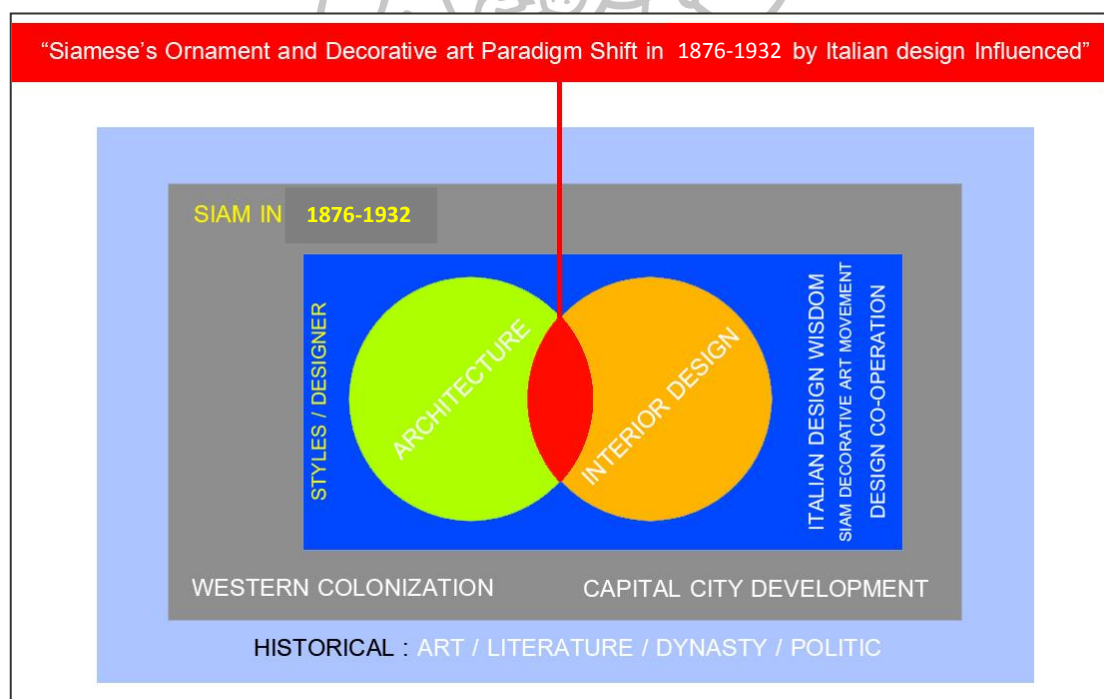 “Siamese’s Ornament and Decorative art Paradigm Shift in 1876-1932 by Italian design Influenced”
SIAM IN 1876-1932
STYLES / DESIGNER
ARCHITECTURE
INTERIOR DESIGN
ITALIAN DESIGN WISDOM
SIAM DECORATIVE ART MOVEMENT
DESIGN CO-OPERATION
WESTERN COLONIZATION
CAPITAL CITY DEVELOPMENT
HISTORICAL : ART / LITERATURE / DYNASTY / POLITIC